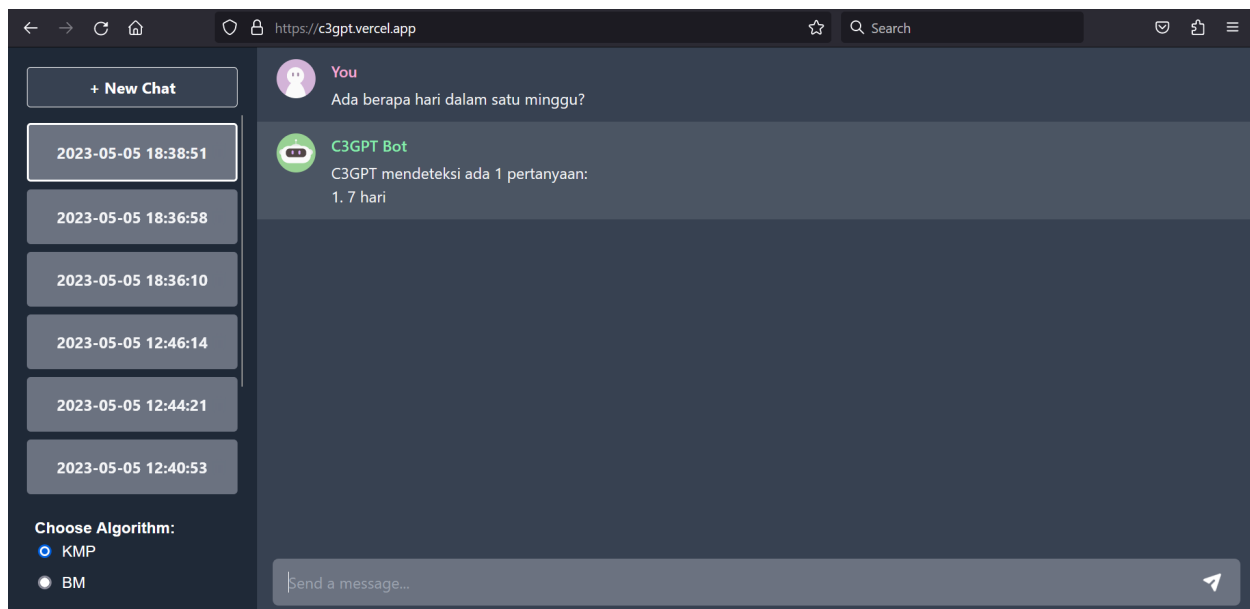 https://c3gpt.vercel.app
Search
+ New Chat
2023-05-05 18:38:51
2023-05-05 18:36:58
2023-05-05 18:36:10
2023-05-05 12:46:14
2023-05-05 12:44:21
2023-05-05 12:40:53
Choose Algorithm:
KMP
BM
You
Ada berapa hari dalam satu minggu?
C3GPT Bot
C3GPT mendeteksi ada 1 pertanyaan:
1. 7 hari
Send a message...